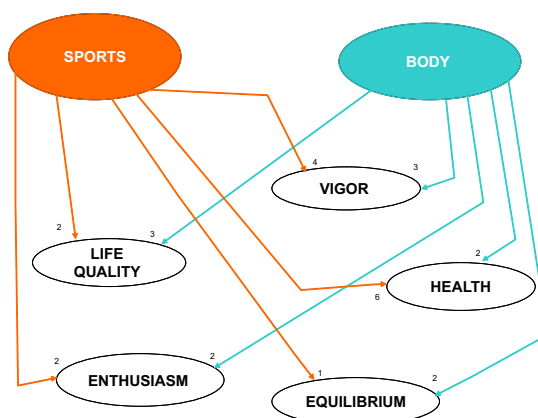 SPORTS
BODY
4
3
VIGOR
2
3
LIFE
QUALITY
2
HEALTH
6
2
2
ENTHUSIASM
1
2
EQUILIBRIUM